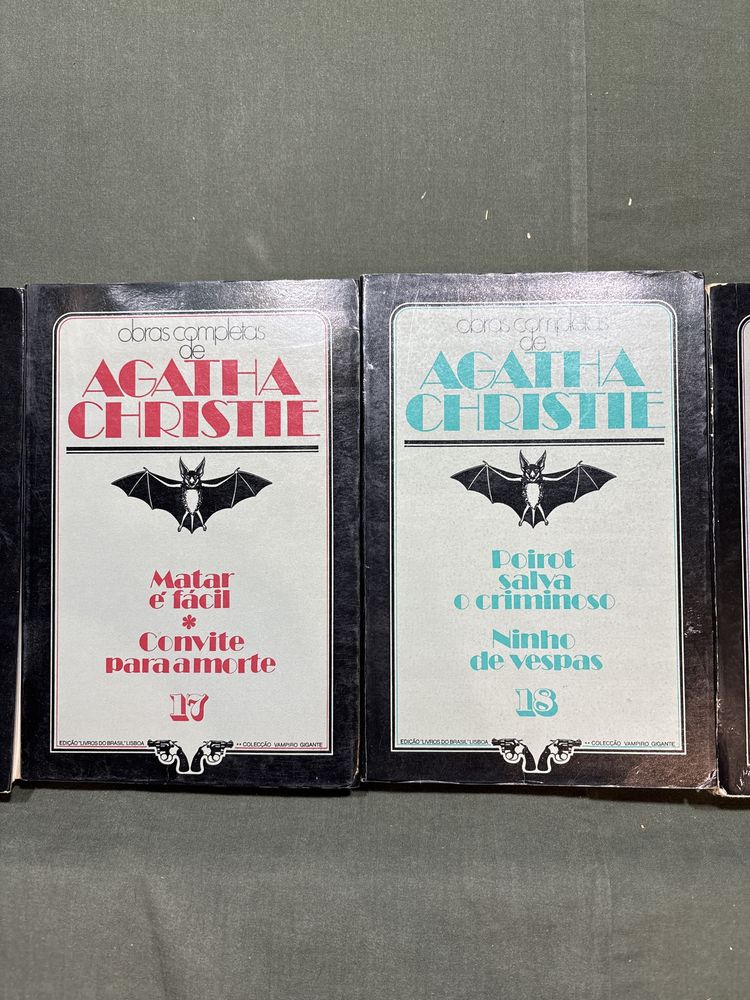 obras completas
de
AGATHA
CHRISTIE
Matar
é fácil
*
Convite
para a morte
17
EDIÇÃO "LIVROS DO BRASIL" LISBOA
** COLECÇÃO VAMPIRO GIGANTE
obras completas
de
AGATHA
CHRISTIE
Poirot
salva
o criminoso
Ninho
de vespas
18
EDIÇÃO "LIVROS DO BRASIL" LISBOA
** COLECÇÃO VAMPIRO GIGANTE